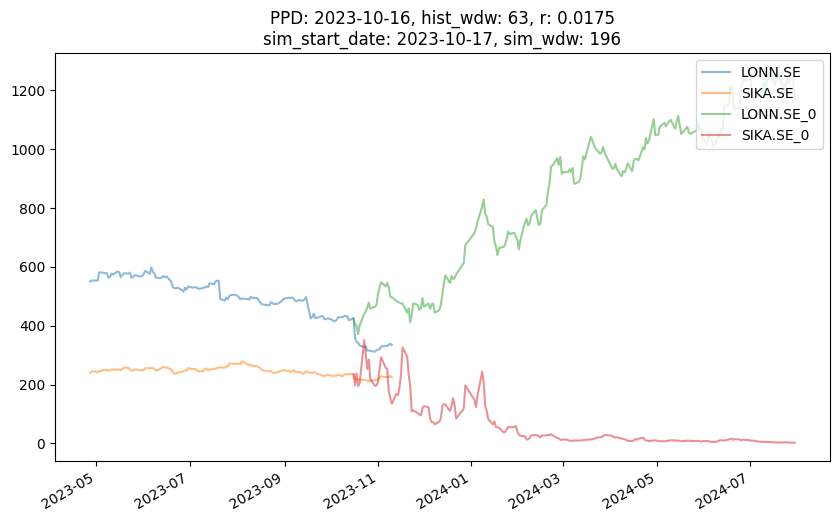 PPD: 2023-10-16, hist_wdw: 63, r: 0.0175
sim_start_date: 2023-10-17, sim_wdw: 196
LONN.SE
SIKA.SE
LONN.SE_0
SIKA.SE_0
1200
1000
800
600
400
200
0
2023-05
2023-07
2023-09
2023-11
2024-01
2024-03
2024-05
2024-07